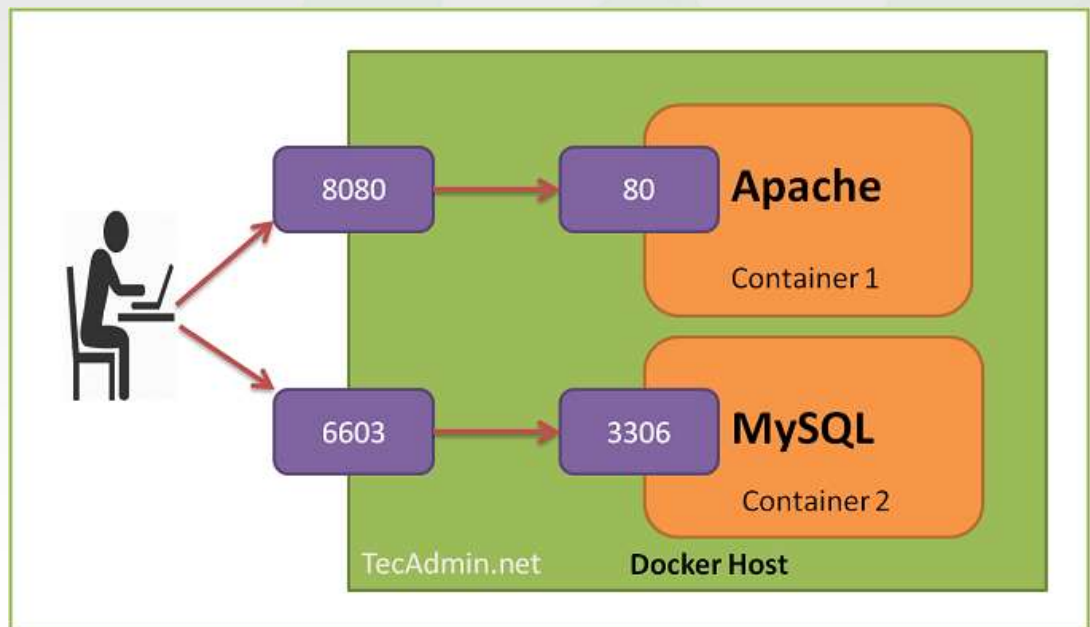 8080
80
Apache
Container 1
6603
3306
MySQL
Container 2
TecAdmin.net
Docker Host